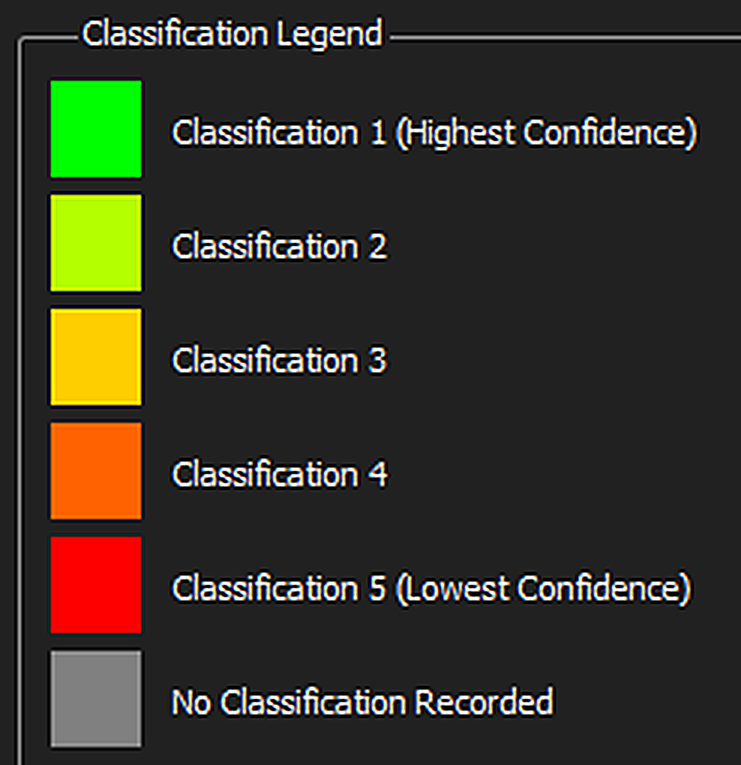 Classification Legend
Classification 1 (Highest Confidence)
Classification 2
Classification 3
Classification 4
Classification 5 (Lowest Confidence)
No Classification Recorded